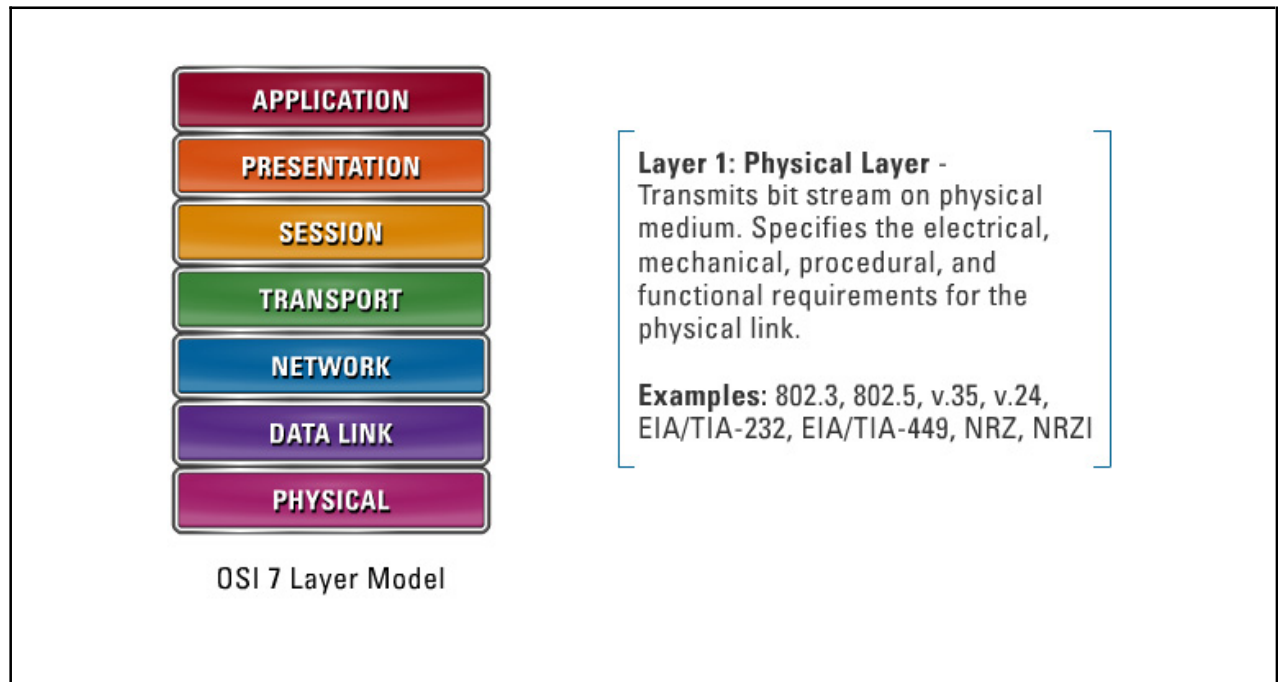 APPLICATION
PRESENTATION
SESSION
TRANSPORT
NETWORK
DATA LINK
PHYSICAL
OSI 7 Layer Model
Layer 1: Physical Layer -
Transmits bit stream on physical
medium. Specifies the electrical,
mechanical, procedural, and
functional requirements for the
physical link.
Examples: 802.3, 802.5, v.35, v.24,
EIA/TIA-232, EIA/TIA-449, NRZ, NRZI